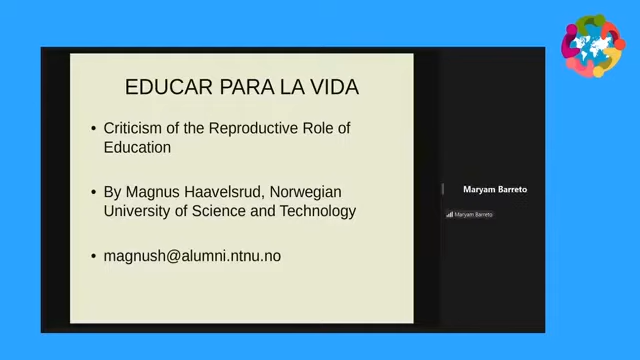 EDUCAR PARA LA VIDA
• Criticism of the Reproductive Role of
Education
• By Magnus Haavelsrud, Norwegian
University of Science and Technology
• magnush@alumni.ntnu.no
Maryam Barreto
Maryam Barreto